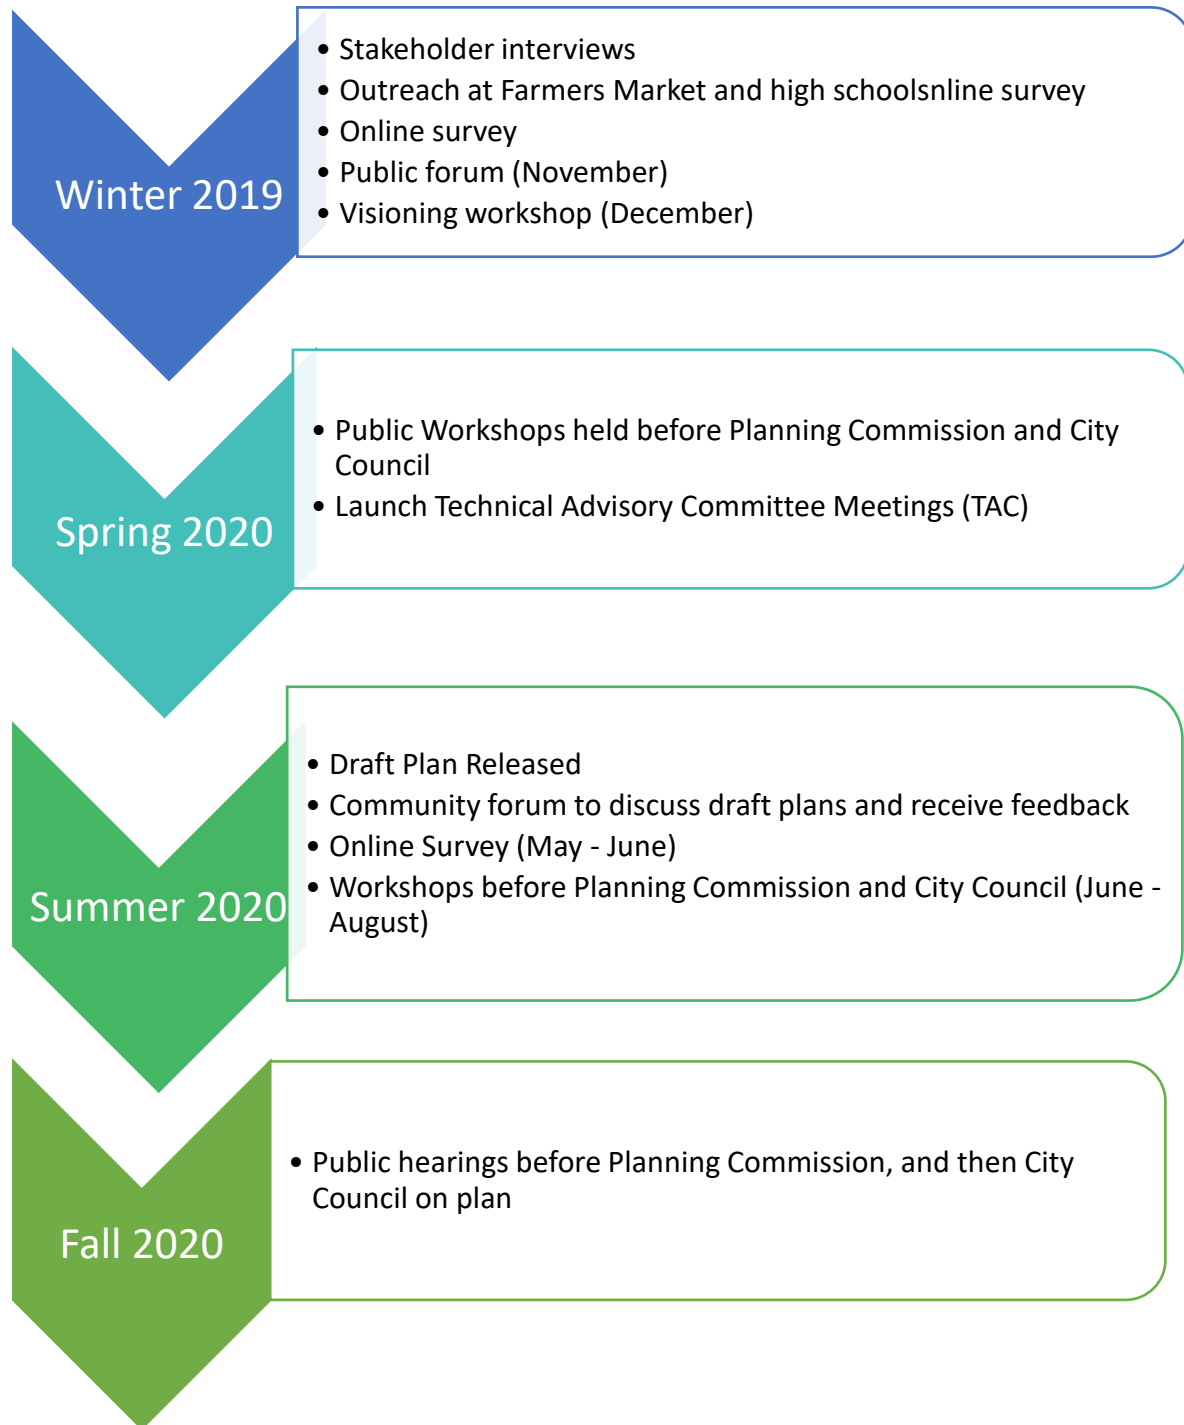 Winter 2019
• Stakeholder interviews
• Outreach at Farmers Market and high schoolsnline survey
• Online survey
• Public forum (November)
• Visioning workshop (December)
Spring 2020
• Public Workshops held before Planning Commission and City
Council
• Launch Technical Advisory Committee Meetings (TAC)
Summer 2020
• Draft Plan Released
• Community forum to discuss draft plans and receive feedback
• Online Survey (May - June)
• Workshops before Planning Commission and City Council (June -
August)
Fall 2020
• Public hearings before Planning Commission, and then City
Council on plan